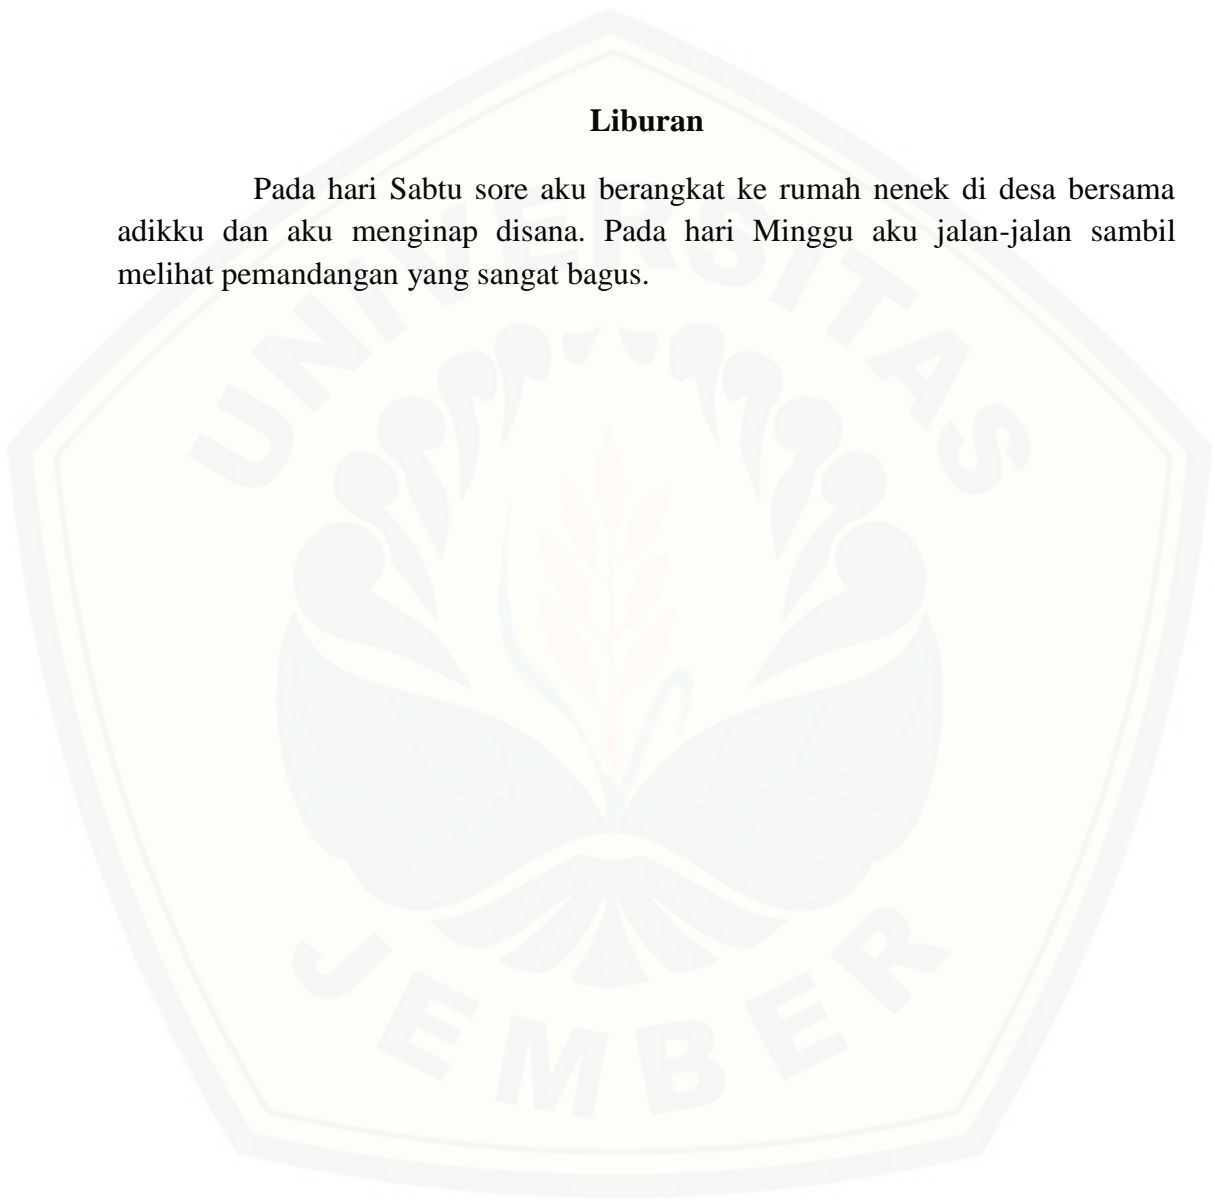 Liburan
Pada hari Sabtu sore aku berangkat ke rumah nenek di desa bersama
adikku dan aku menginap disana. Pada hari Minggu aku jalan-jalan sambil
melihat pemandangan yang sangat bagus.
UNIVERSITAS
JEMBER